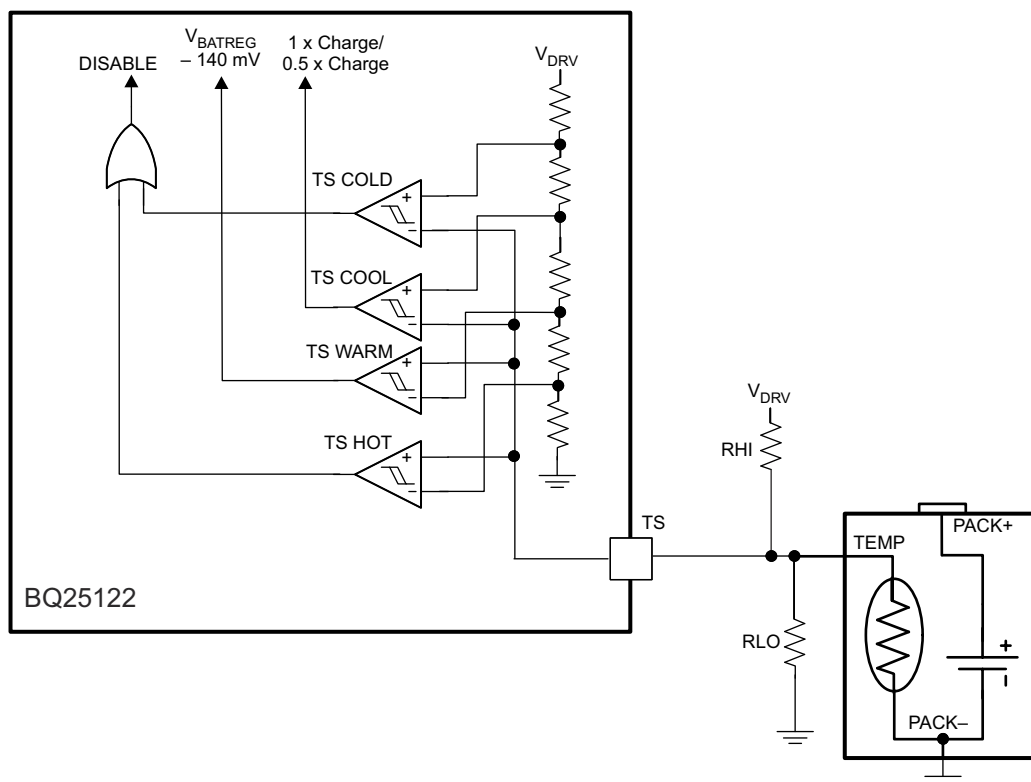 DISABLE
V_BATREG
– 140 mV
1 x Charge/
0.5 x Charge
V_DRV
TS COLD
+
–
TS COOL
+
–
TS WARM
+
–
TS HOT
+
–
BQ25122
TS
V_DRV
RHI
RLO
TEMP
PACK+
+
–
PACK–